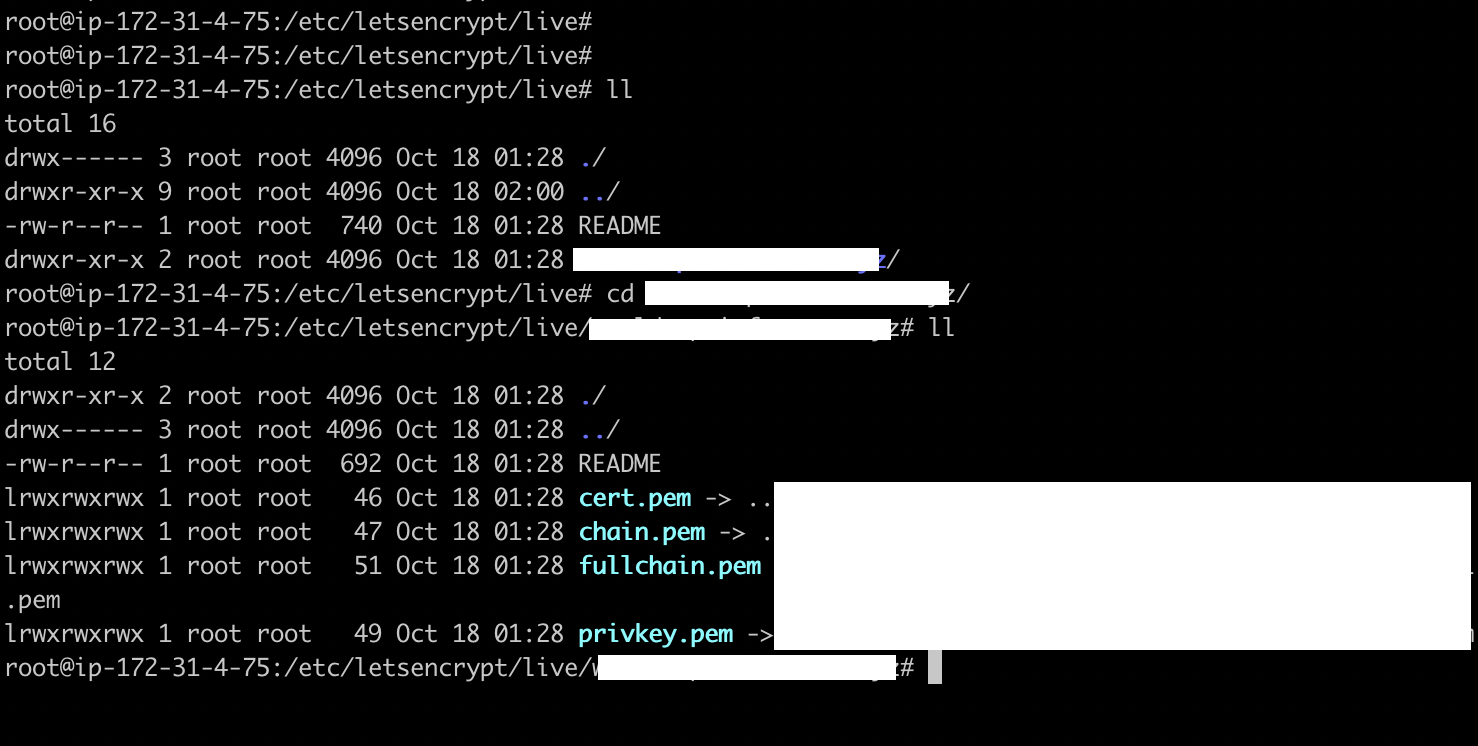 root@ip-172-31-4-75:/etc/letsencrypt/live#
root@ip-172-31-4-75:/etc/letsencrypt/live#
root@ip-172-31-4-75:/etc/letsencrypt/live# ll
total 16
drwx------ 3 root root 4096 Oct 18 01:28 ./
drwxr-xr-x 9 root root 4096 Oct 18 02:00 ../
-rw-r--r-- 1 root root  740 Oct 18 01:28 README
drwxr-xr-x 2 root root 4096 Oct 18 01:28 z/
root@ip-172-31-4-75:/etc/letsencrypt/live# cd z/
root@ip-172-31-4-75:/etc/letsencrypt/live/ z# ll
total 12
drwxr-xr-x 2 root root 4096 Oct 18 01:28 ./
drwx------ 3 root root 4096 Oct 18 01:28 ../
-rw-r--r-- 1 root root  692 Oct 18 01:28 README
lrwxrwxrwx 1 root root   46 Oct 18 01:28 cert.pem -> ..
lrwxrwxrwx 1 root root   47 Oct 18 01:28 chain.pem -> .
lrwxrwxrwx 1 root root   51 Oct 18 01:28 fullchain.pem
.pem
lrwxrwxrwx 1 root root   49 Oct 18 01:28 privkey.pem ->
root@ip-172-31-4-75:/etc/letsencrypt/live/ z#